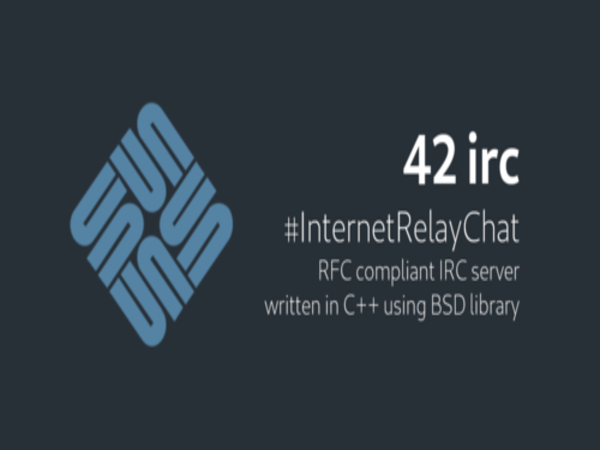 42 irc
#InternetRelayChat
RFC compliant IRC server
written in C++ using BSD library